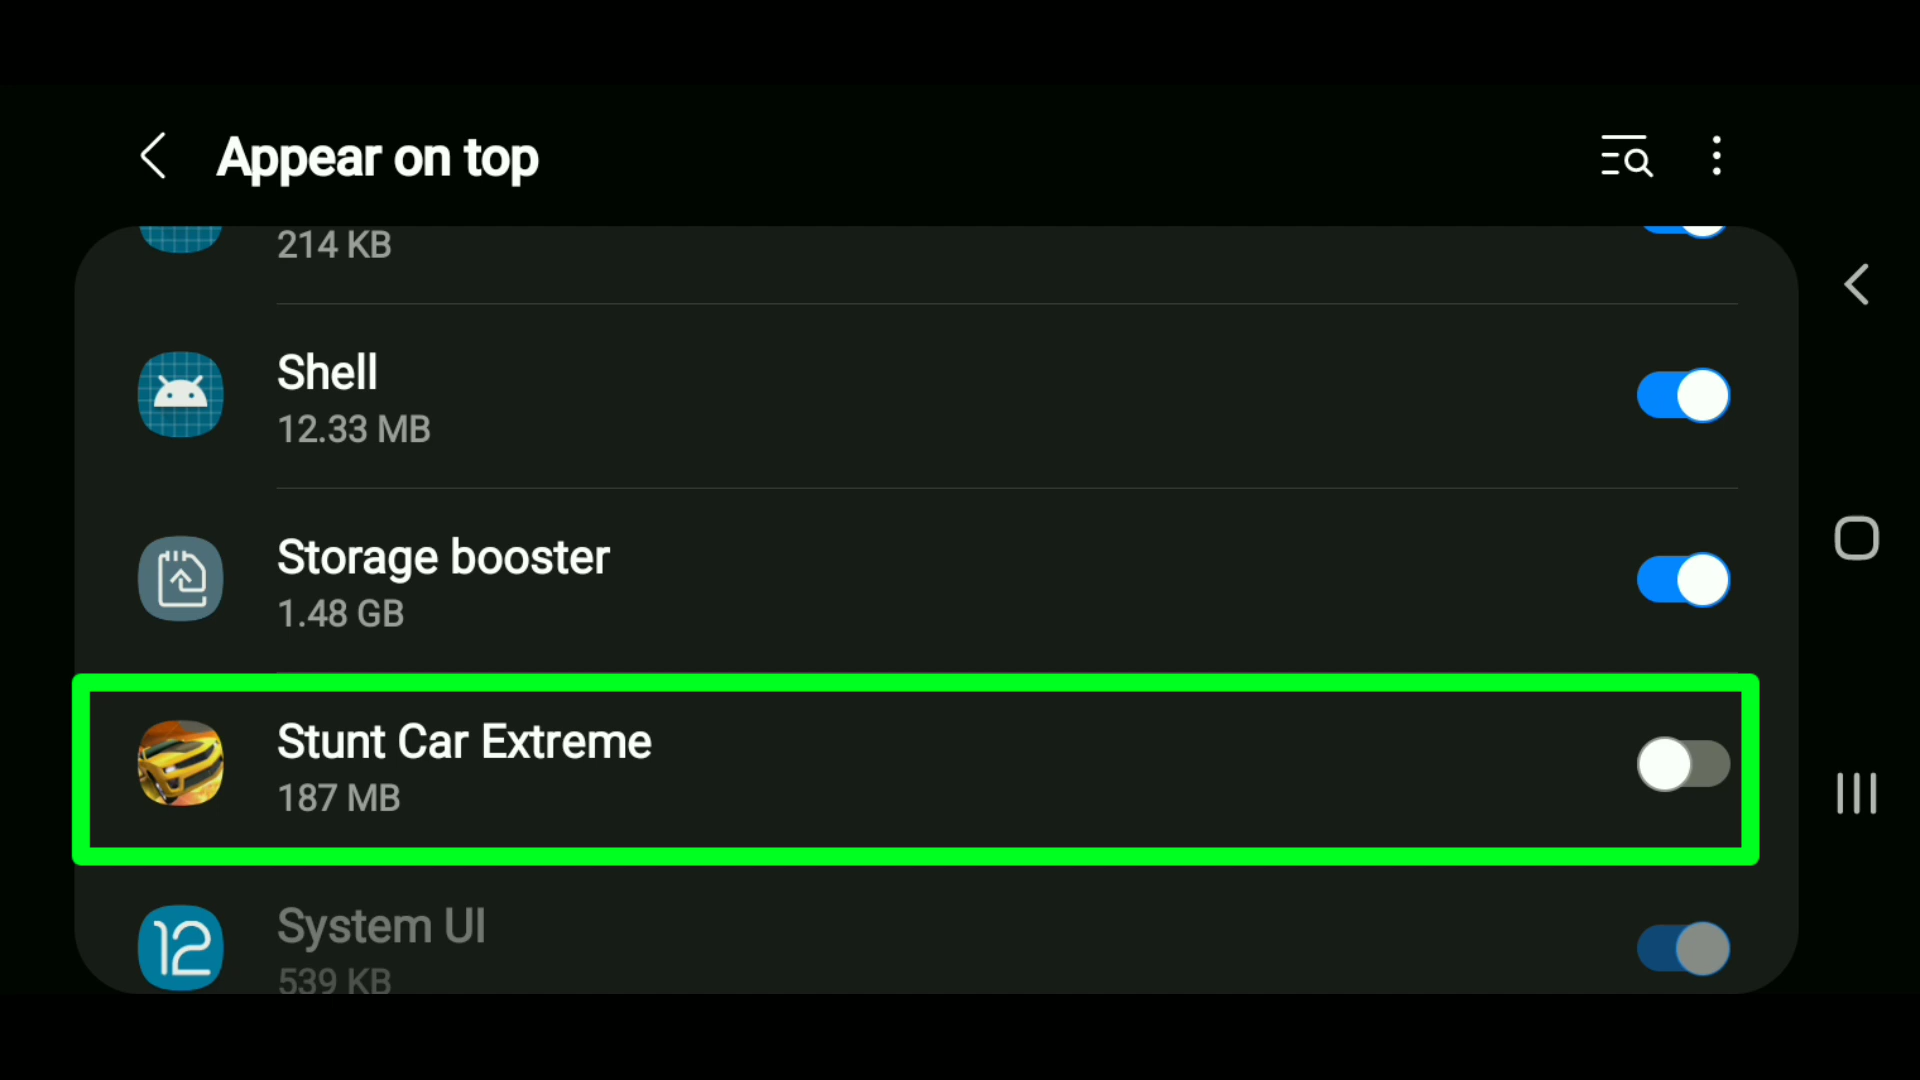 Appear on top
214 KB
Shell
12.33 MB
Storage booster
1.48 GB
Stunt Car Extreme
187 MB
System UI
12
539 KB